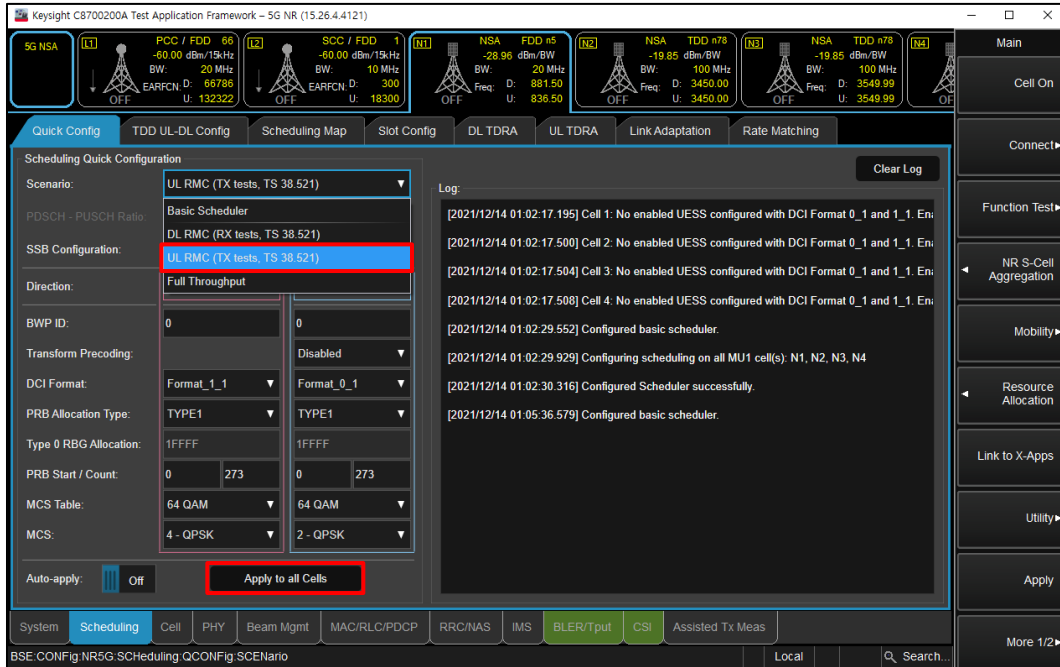 Keysight C8700200A Test Application Framework – 5G NR (15.26.4.4121)
5G NSA
L1 PCC / FDD 66
-60.00 dBm/15kHz
BW: 20 MHz
EARFCN: D: 66786
OFF U: 132322
L2 SCC / FDD 1
-60.00 dBm/15kHz
BW: 10 MHz
EARFCN: D: 300
OFF U: 18300
N1 NSA FDD n5
-28.96 dBm/BW
BW: 20 MHz
Freq: D: 881.50
OFF U: 836.50
N2 NSA TDD n78
-19.85 dBm/BW
BW: 100 MHz
Freq: D: 3450.00
OFF U: 3450.00
N3 NSA TDD n78
-19.85 dBm/BW
BW: 100 MHz
Freq: D: 3549.99
OFF U: 3549.99
N4
Quick Config TDD UL-DL Config Scheduling Map Slot Config DL TDRA UL TDRA Link Adaptation Rate Matching
Scheduling Quick Configuration
Scenario: UL RMC (TX tests, TS 38.521)
PDSCH - PUSCH Ratio:
Basic Scheduler
DL RMC (RX tests, TS 38.521)
SSB Configuration:
UL RMC (TX tests, TS 38.521)
Full Throughput
Direction:
BWP ID: 0 0
Transform Precoding: Disabled
DCI Format: Format_1_1 Format_0_1
PRB Allocation Type: TYPE1 TYPE1
Type 0 RBG Allocation: 1FFFF 1FFFF
PRB Start / Count: 0 273 0 273
MCS Table: 64 QAM 64 QAM
MCS: 4 - QPSK 2 - QPSK
Auto-apply: Off Apply to all Cells
Clear Log
Log:
[2021/12/14 01:02:17.195] Cell 1: No enabled UESS configured with DCI Format 0_1 and 1_1. Ena
[2021/12/14 01:02:17.500] Cell 2: No enabled UESS configured with DCI Format 0_1 and 1_1. Ena
[2021/12/14 01:02:17.504] Cell 3: No enabled UESS configured with DCI Format 0_1 and 1_1. Ena
[2021/12/14 01:02:17.508] Cell 4: No enabled UESS configured with DCI Format 0_1 and 1_1. Ena
[2021/12/14 01:02:29.552] Configured basic scheduler.
[2021/12/14 01:02:29.929] Configuring scheduling on all MU1 cell(s): N1, N2, N3, N4
[2021/12/14 01:02:30.316] Configured Scheduler successfully.
[2021/12/14 01:05:36.579] Configured basic scheduler.
System Scheduling Cell PHY Beam Mgmt MAC/RLC/PDCP RRC/NAS IMS BLER/Tput CSI Assisted Tx Meas
BSE:CONFig:NR5G:SCHeduling:QCONFig:SCENario Local Search...
Main
Cell On
Connect
Function Test
NR S-Cell
Aggregation
Mobility
Resource
Allocation
Link to X-Apps
Utility
Apply
More 1/2